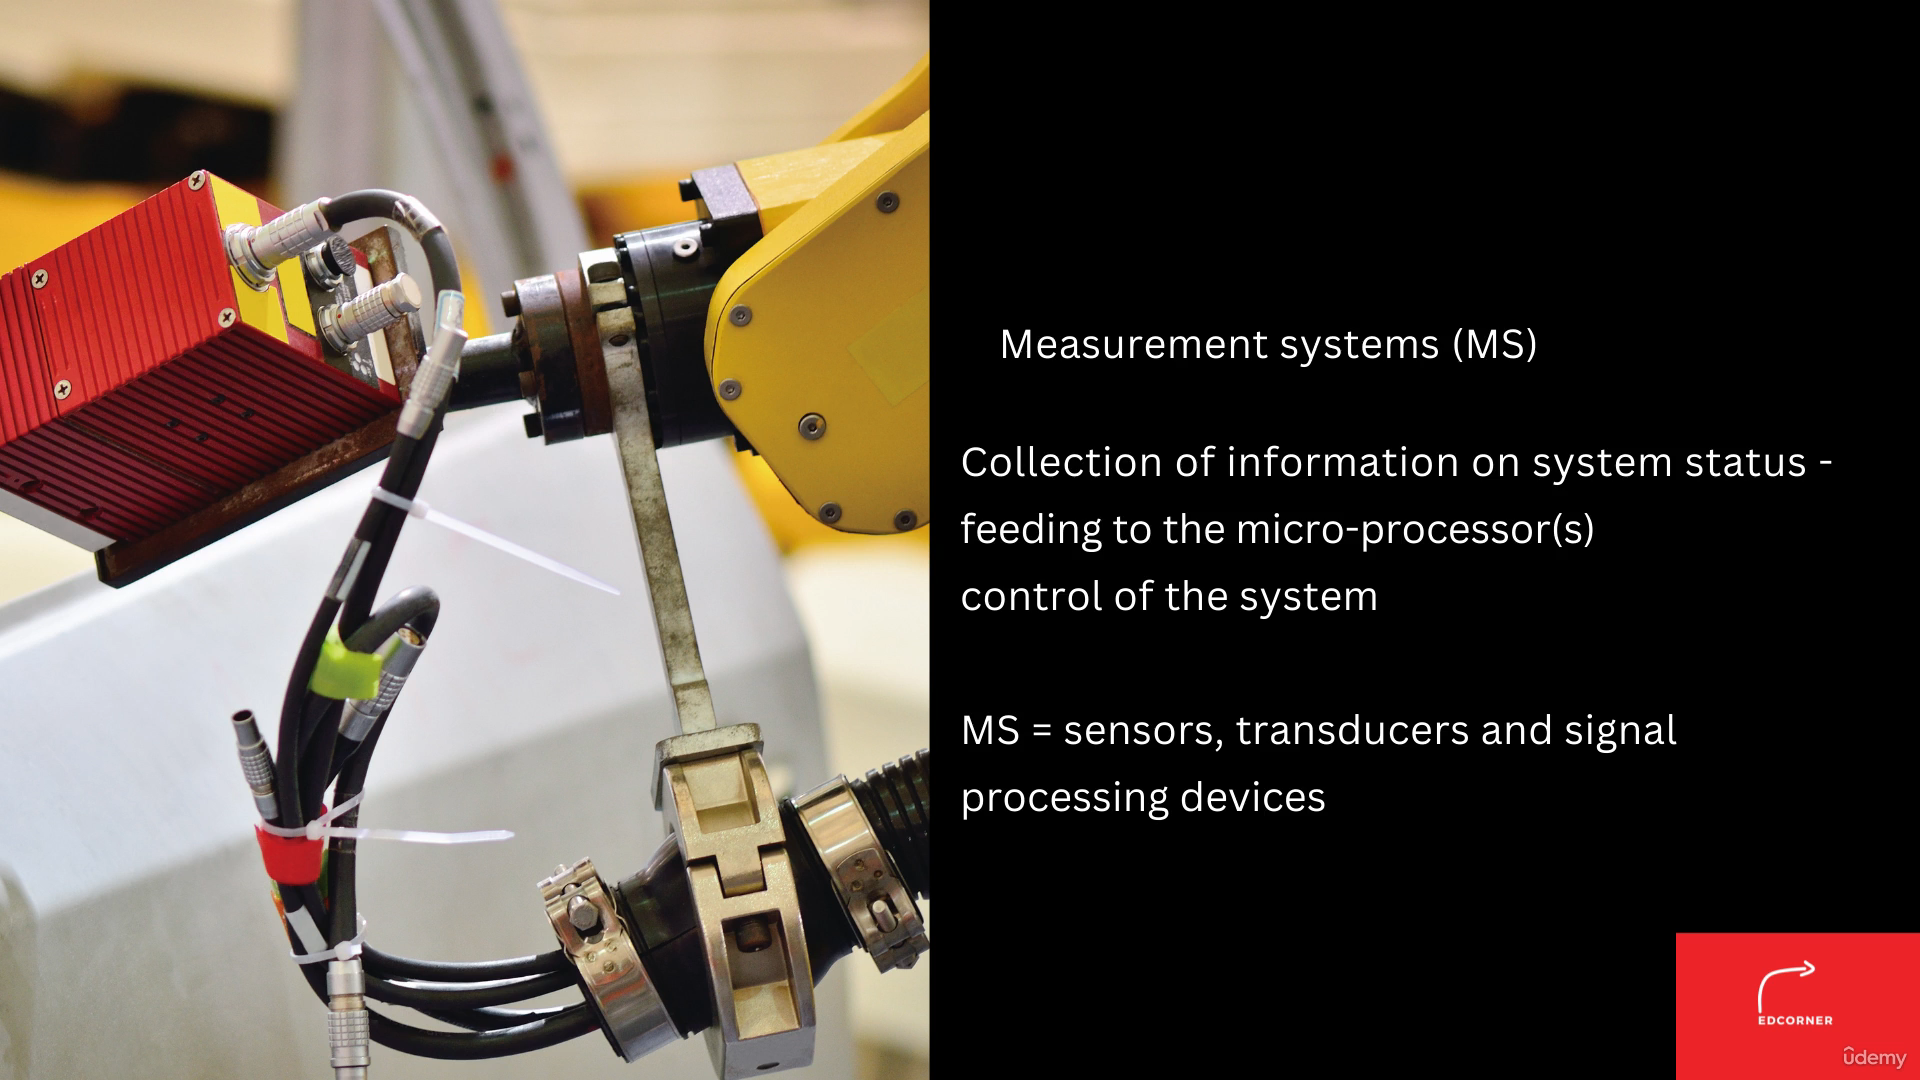 Measurement systems (MS)
Collection of information on system status -
feeding to the micro-processor(s)
control of the system
MS = sensors, transducers and signal
processing devices
EDCORNER
ûdemy